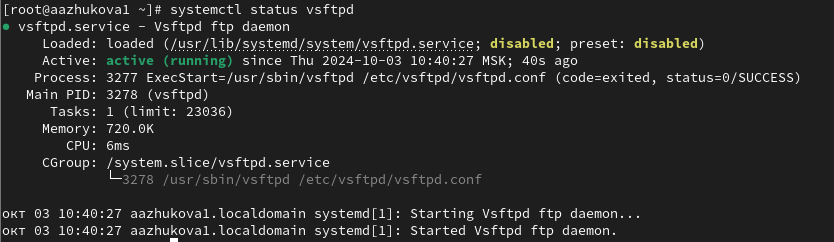 [root@aazhukova1 ~]# systemctl status vsftpd
● vsftpd.service - Vsftpd ftp daemon
     Loaded: loaded (/usr/lib/systemd/system/vsftpd.service; disabled; preset: disabled)
     Active: active (running) since Thu 2024-10-03 10:40:27 MSK; 40s ago
    Process: 3277 ExecStart=/usr/sbin/vsftpd /etc/vsftpd/vsftpd.conf (code=exited, status=0/SUCCESS)
   Main PID: 3278 (vsftpd)
      Tasks: 1 (limit: 23036)
     Memory: 720.0K
        CPU: 6ms
     CGroup: /system.slice/vsftpd.service
             └─3278 /usr/sbin/vsftpd /etc/vsftpd/vsftpd.conf

окт 03 10:40:27 aazhukova1.localdomain systemd[1]: Starting Vsftpd ftp daemon...
окт 03 10:40:27 aazhukova1.localdomain systemd[1]: Started Vsftpd ftp daemon.